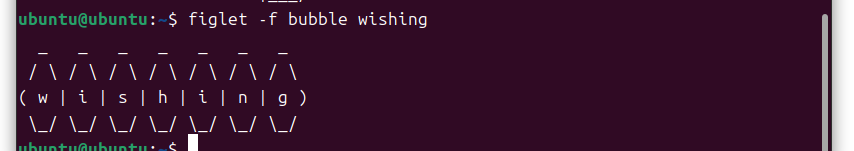 ubuntu@ubuntu:~$ figlet -f bubble wishing
  _   _   _   _   _   _   _
 / \ / \ / \ / \ / \ / \ / \
( w | i | s | h | i | n | g )
 \_/ \_/ \_/ \_/ \_/ \_/ \_/
ubuntu@ubuntu:~$